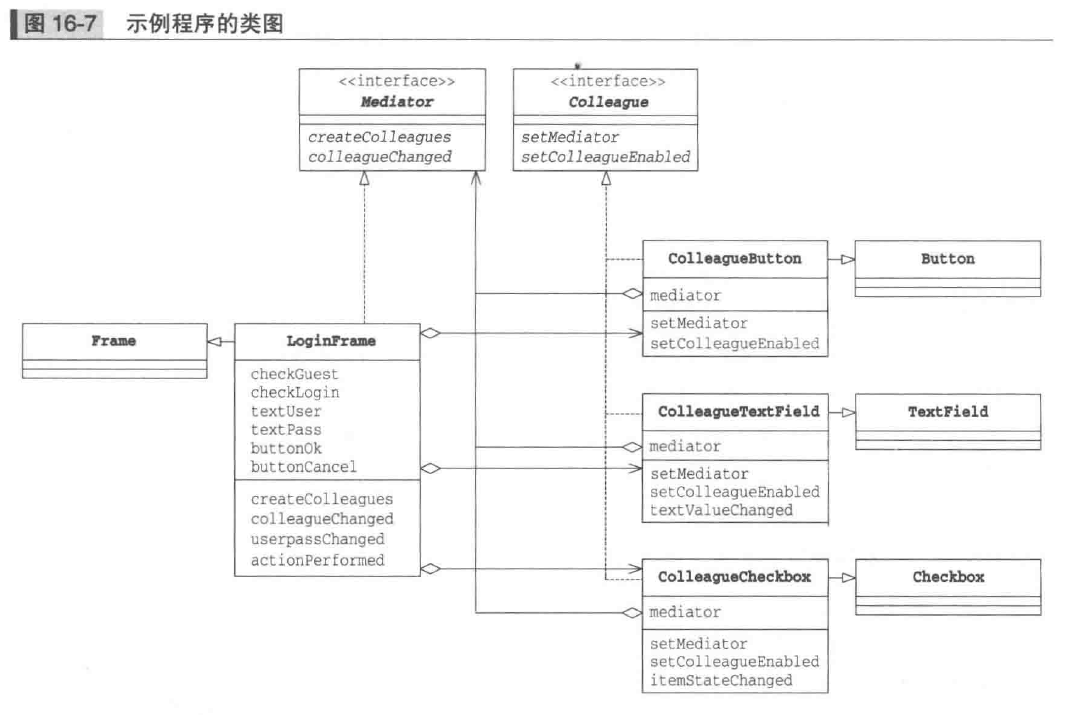 图 16-7 示例程序的类图
<<interface>>
Mediator
createColleagues
colleagueChanged
<<interface>>
Colleague
setMediator
setColleagueEnabled
ColleagueButton
mediator
setMediator
setColleagueEnabled
Button
Frame
LoginFrame
checkGuest
checkLogin
textUser
textPass
buttonOk
buttonCancel
createColleagues
colleagueChanged
userpassChanged
actionPerformed
ColleagueTextField
mediator
setMediator
setColleagueEnabled
textValueChanged
TextField
ColleagueCheckbox
mediator
setMediator
setColleagueEnabled
itemStateChanged
Checkbox